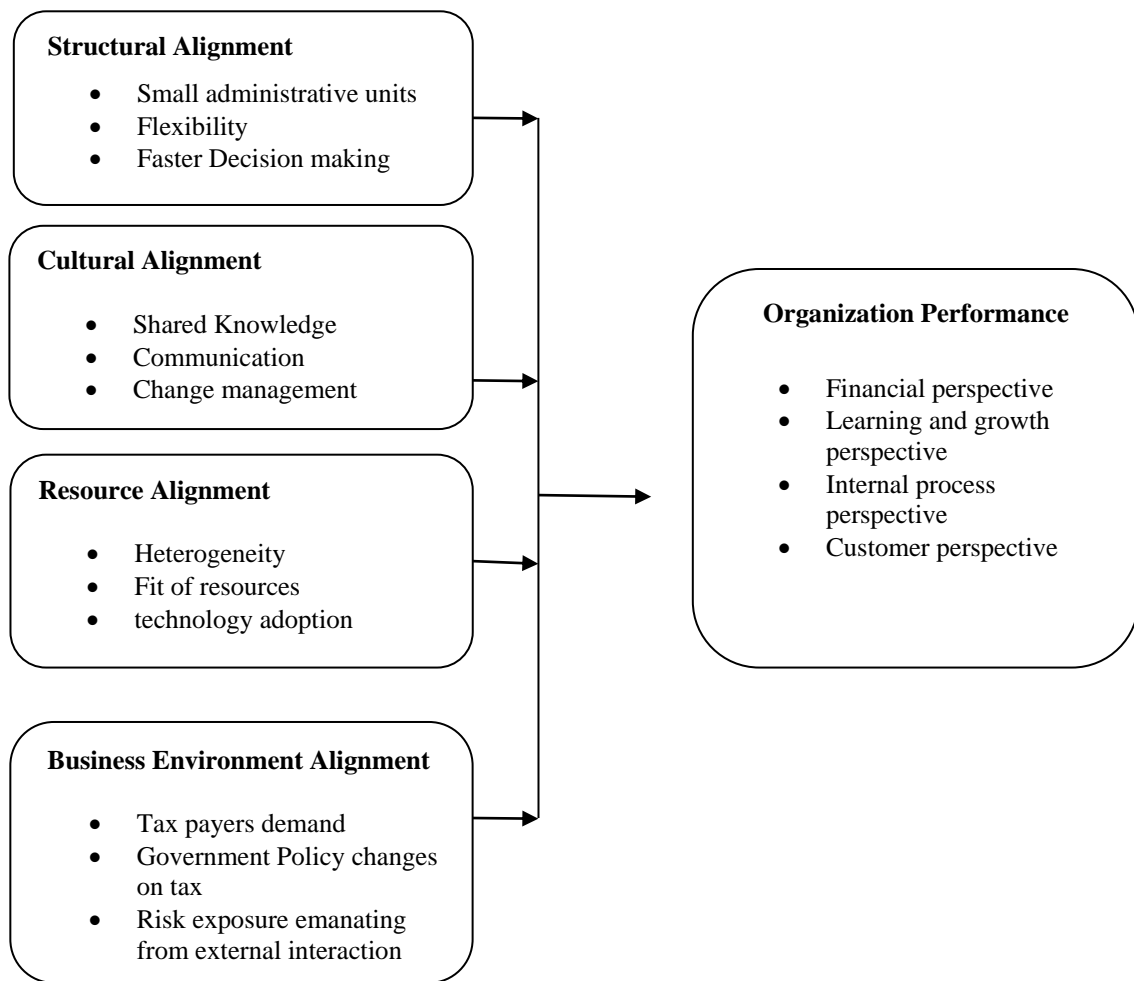 Structural Alignment
• Small administrative units
• Flexibility
• Faster Decision making
Cultural Alignment
• Shared Knowledge
• Communication
• Change management
Resource Alignment
• Heterogeneity
• Fit of resources
• technology adoption
Business Environment Alignment
• Tax payers demand
• Government Policy changes
on tax
• Risk exposure emanating
from external interaction
Organization Performance
• Financial perspective
• Learning and growth
perspective
• Internal process
perspective
• Customer perspective